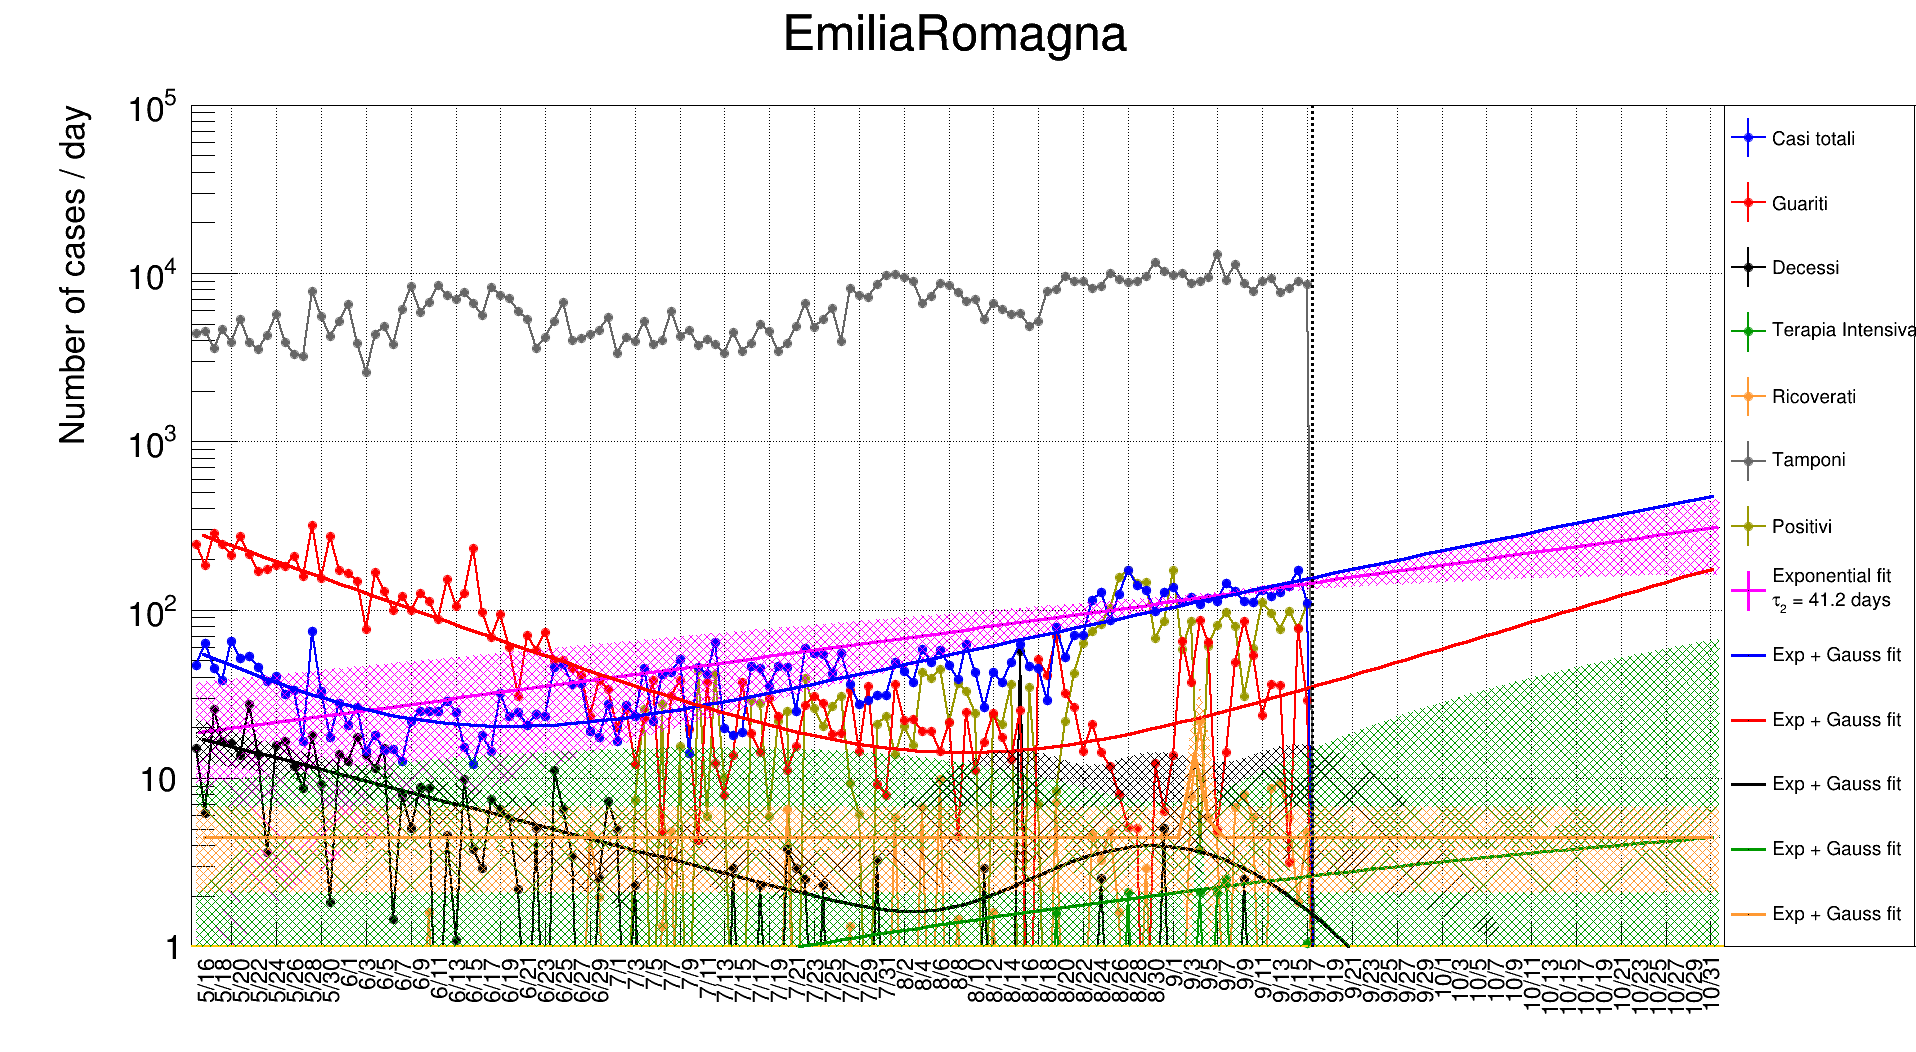 EmiliaRomagna
Number of cases / day
10^5
10^4
10^3
10^2
10
1
5/16 5/18 5/20 5/22 5/24 5/26 5/28 5/30 6/1 6/3 6/5 6/7 6/9 6/11 6/13 6/15 6/17 6/19 6/21 6/23 6/25 6/27 6/29 7/1 7/3 7/5 7/7 7/9 7/11 7/13 7/15 7/17 7/19 7/21 7/23 7/25 7/27 7/29 7/31 8/2 8/4 8/6 8/8 8/10 8/12 8/14 8/16 8/18 8/20 8/22 8/24 8/26 8/28 8/30 9/1 9/3 9/5 9/7 9/9 9/11 9/13 9/15 9/17 9/19 9/21 9/23 9/25 9/27 9/29 10/1 10/3 10/5 10/7 10/9 10/11 10/13 10/15 10/17 10/19 10/21 10/23 10/25 10/27 10/29 10/31
Casi totali
Guariti
Decessi
Terapia Intensiva
Ricoverati
Tamponi
Positivi
Exponential fit
τ2 = 41.2 days
Exp + Gauss fit
Exp + Gauss fit
Exp + Gauss fit
Exp + Gauss fit
Exp + Gauss fit